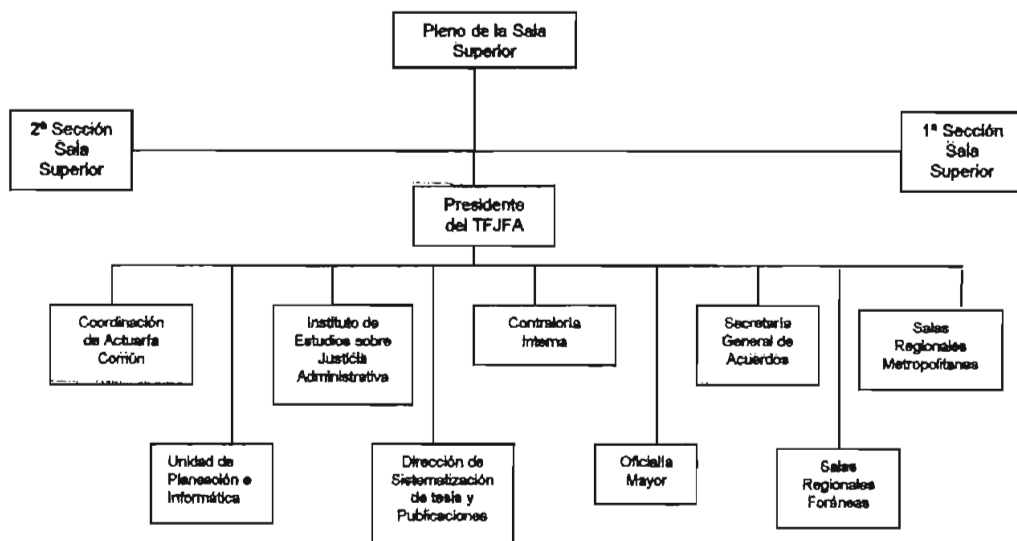 Pleno de la Sala
Superior
2ª Sección
Sala
Superior
1ª Sección
Sala
Superior
Presidente
del TFJFA
Coordinación
de Actuaría
Común
Instituto de
Estudios sobre
Justicia
Administrativa
Contraloría
Interna
Secretaría
General de
Acuerdos
Salas
Regionales
Metropolitanas
Unidad de
Planeación e
Informática
Dirección de
Sistematización
de tesis y
Publicaciones
Oficialía
Mayor
Salas
Regionales
Foráneas